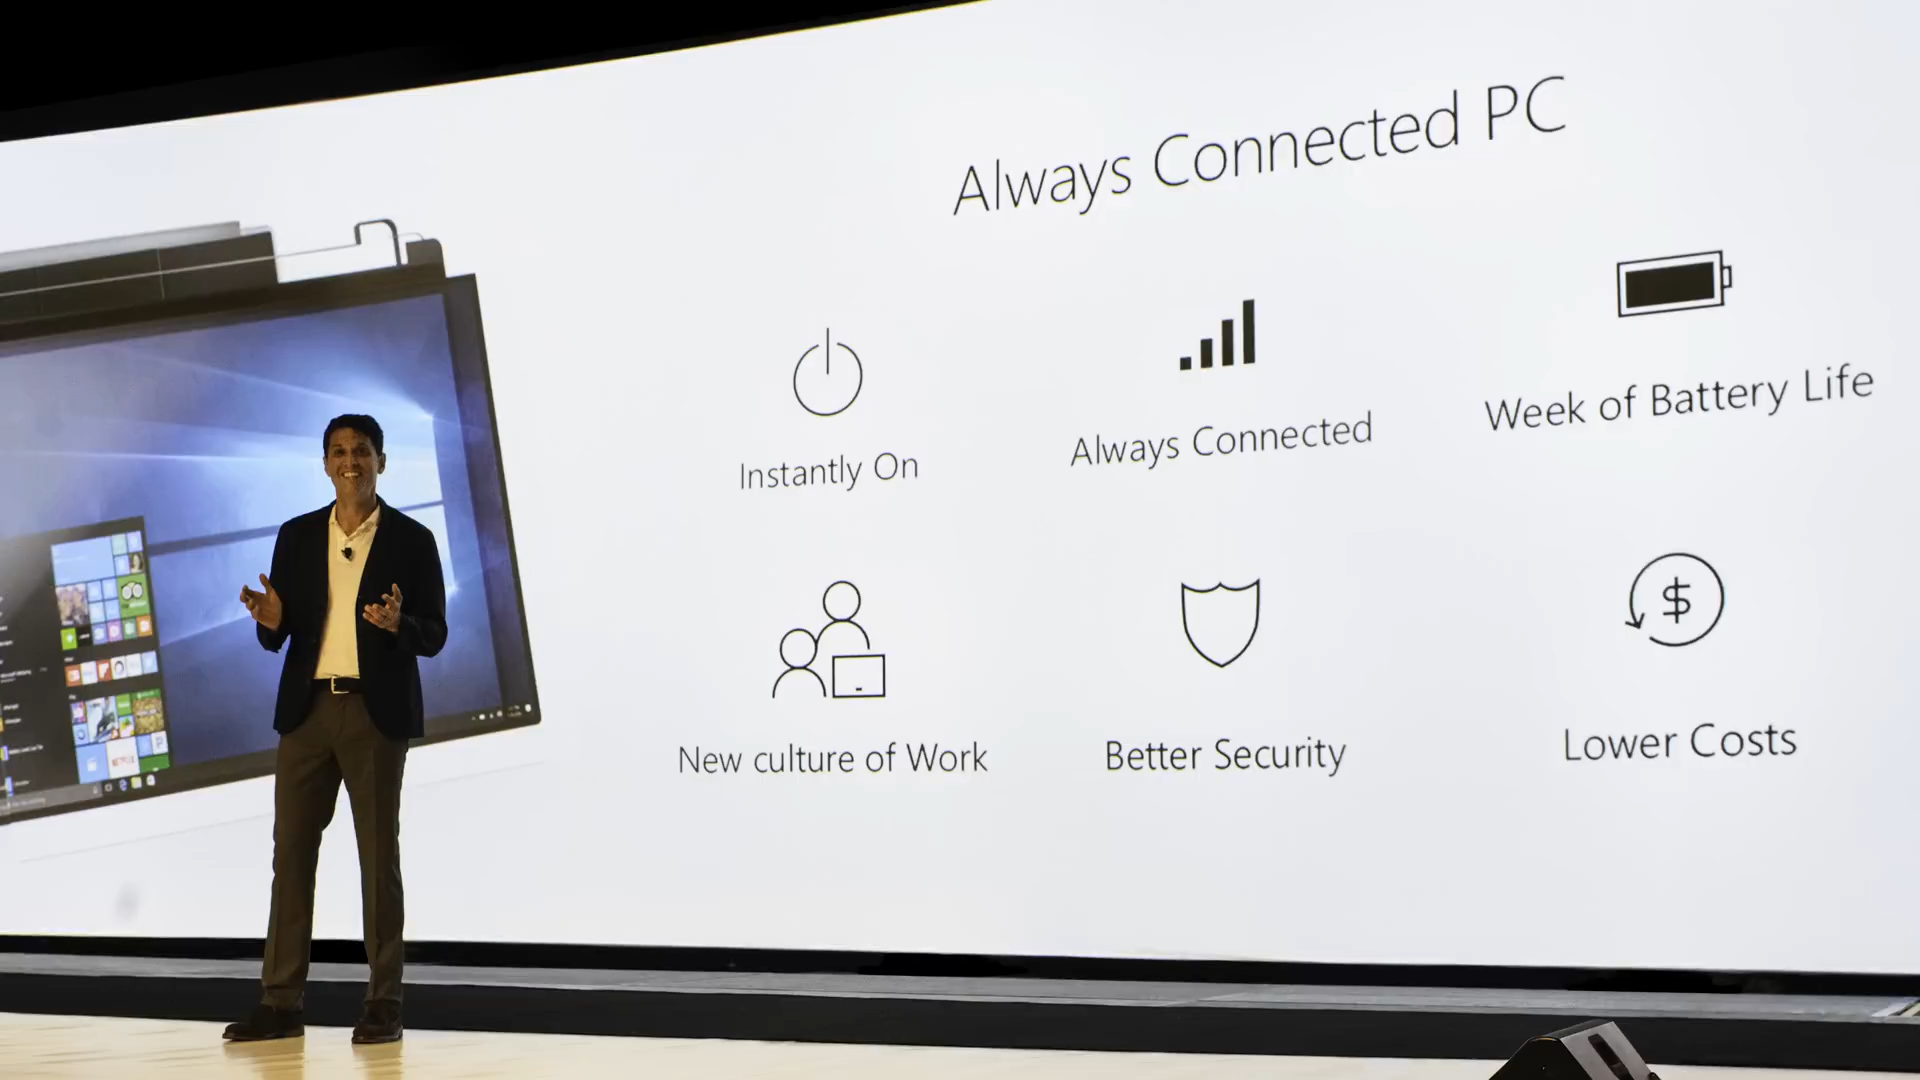 Always Connected PC
Instantly On
Always Connected
Week of Battery Life
New culture of Work
Better Security
Lower Costs
NETFLIX